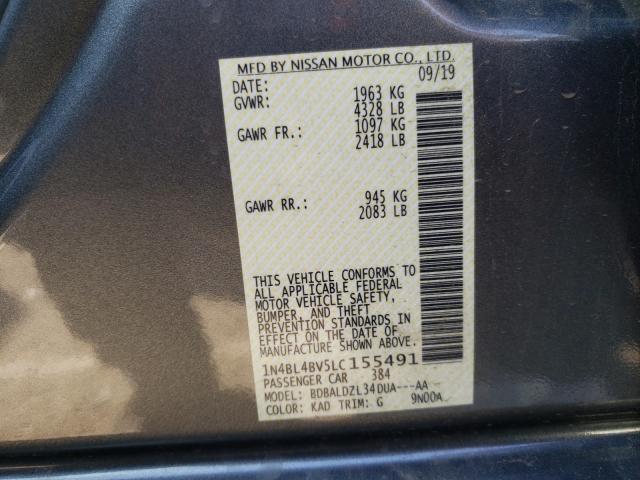 MFD BY NISSAN MOTOR CO., LTD.
DATE: 09/19
GVWR: 1963 KG
4328 LB
GAWR FR.: 1097 KG
2418 LB
GAWR RR.: 945 KG
2083 LB
THIS VEHICLE CONFORMS TO
ALL APPLICABLE FEDERAL
MOTOR VEHICLE SAFETY,
BUMPER, AND THEFT
PREVENTION STANDARDS IN
EFFECT ON THE DATE OF
MANUFACTURE SHOWN ABOVE.
1N4BL4BV5LC155491
PASSENGER CAR 384
MODEL: BDBALDZL34DUA---AA
COLOR: KAD TRIM: G 9N00A